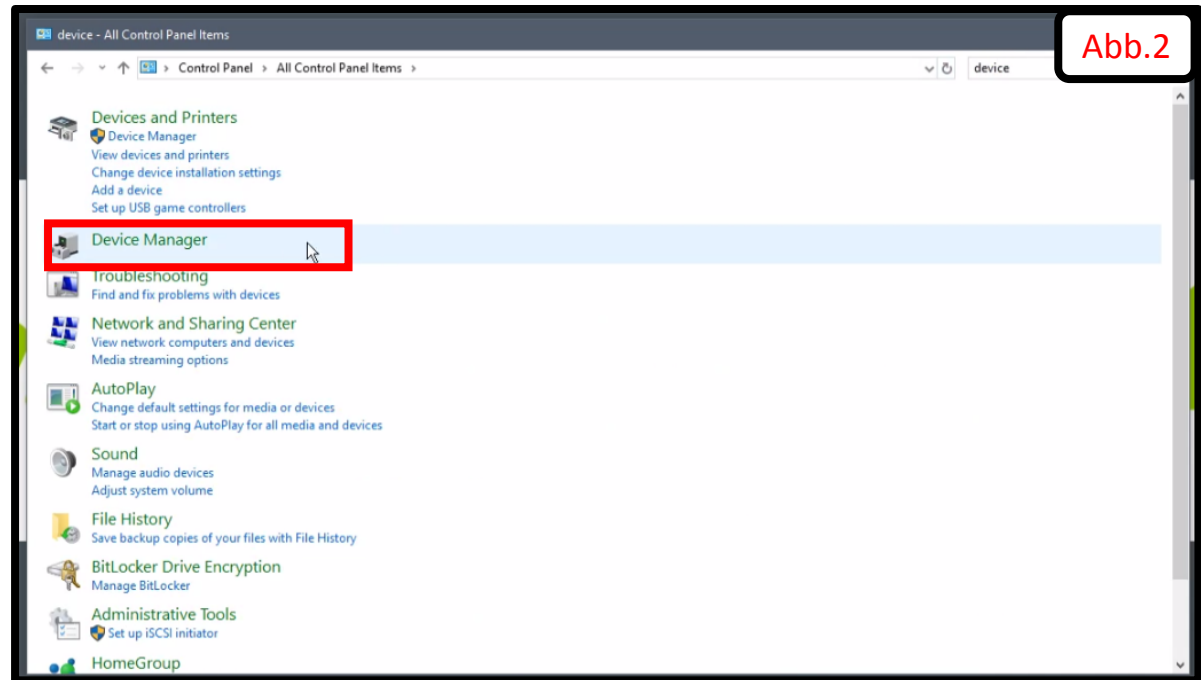 device - All Control Panel Items
Abb.2
Control Panel > All Control Panel Items >
device
Devices and Printers
Device Manager
View devices and printers
Change device installation settings
Add a device
Set up USB game controllers
Device Manager
Troubleshooting
Find and fix problems with devices
Network and Sharing Center
View network computers and devices
Media streaming options
AutoPlay
Change default settings for media or devices
Start or stop using AutoPlay for all media and devices
Sound
Manage audio devices
Adjust system volume
File History
Save backup copies of your files with File History
BitLocker Drive Encryption
Manage BitLocker
Administrative Tools
Set up iSCSI initiator
HomeGroup